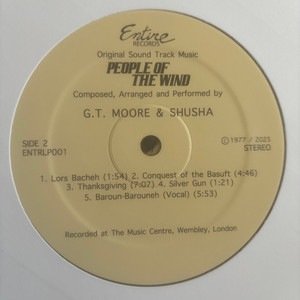 Entire
RECORDS
Original Sound Track Music
PEOPLE OF
THE WIND
Composed, Arranged and Performed by
G.T. MOORE & SHUSHA
SIDE 2
ENTRLP001
© 1977 / 2025
STEREO
1. Lors Bacheh (1:54) 2. Conquest of the Basuft (4:46)
3. Thanksgiving (7:02) 4. Silver Gun (1:21)
5. Baroun-Barouneh (Vocal) (5:53)
Recorded at The Music Centre, Wembley, London